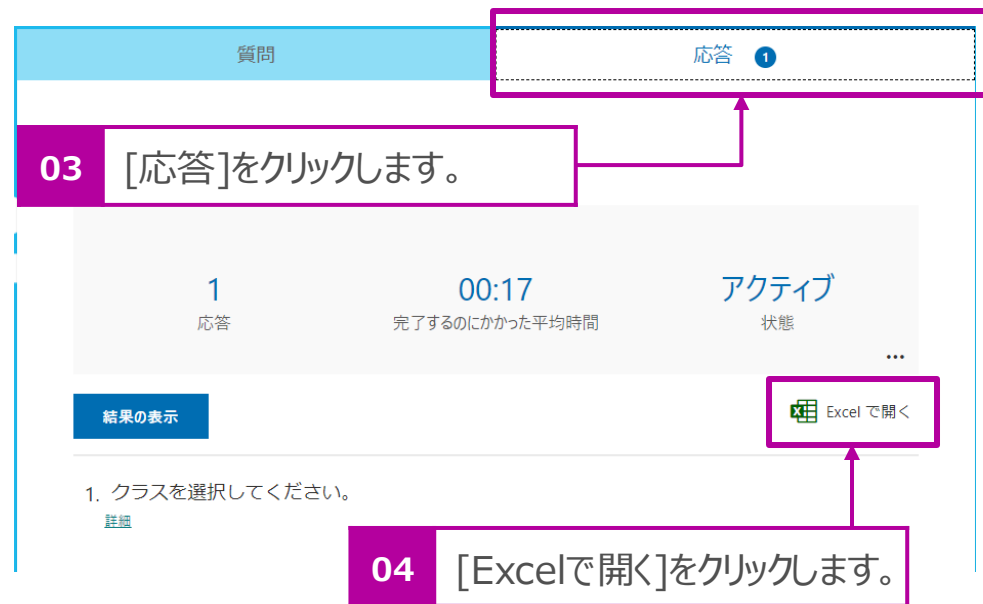 質問
応答 1
03 [応答]をクリックします。
1
応答
00:17
完了するのにかかった平均時間
アクティブ
状態
...
結果の表示
Excel で開く
1. クラスを選択してください。
詳細
04 [Excelで開く]をクリックします。